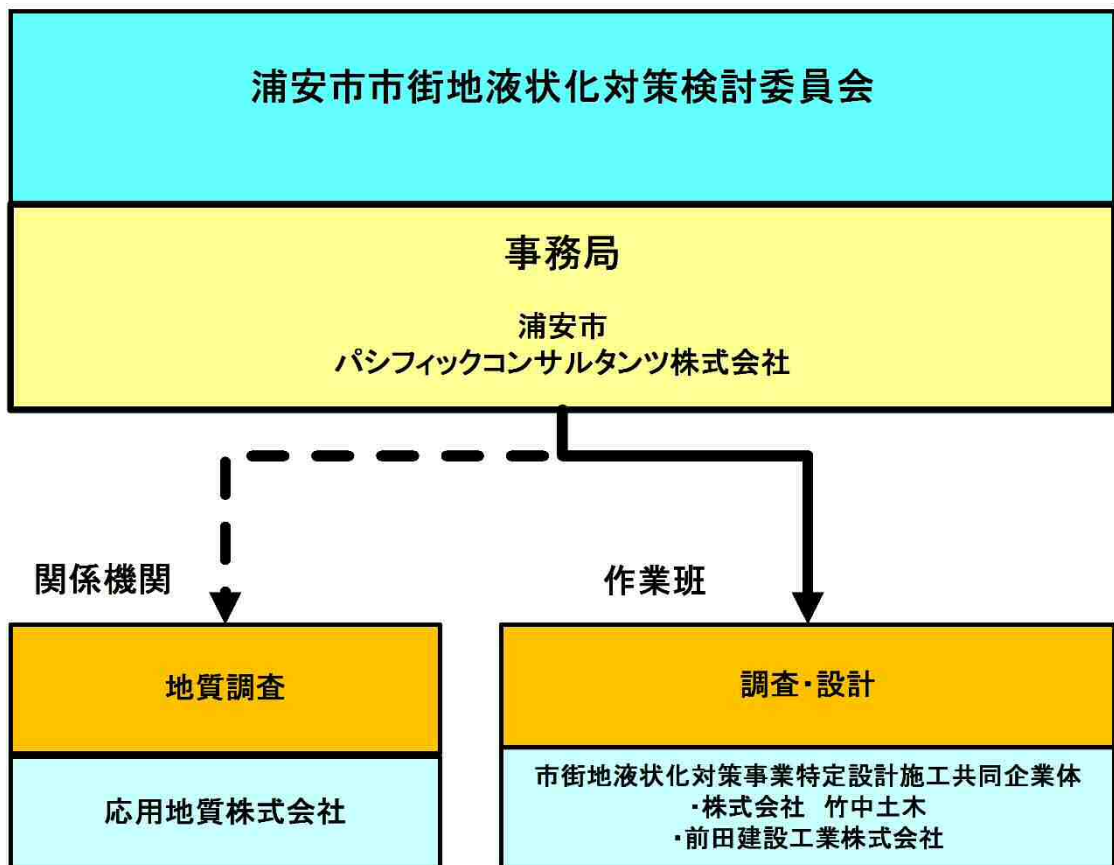 浦安市市街地液状化対策検討委員会
事務局
浦安市
パシフィックコンサルタンツ株式会社
関係機関
作業班
地質調査
調査・設計
応用地質株式会社
市街地液状化対策事業特定設計施工共同企業体
・株式会社　竹中土木
・前田建設工業株式会社